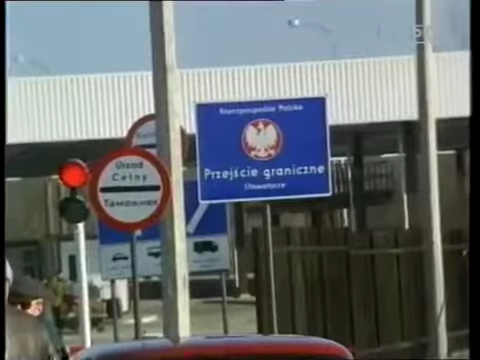 Rzeczpospolita Polska
Przejście graniczne
Urząd
Celny
Таможня